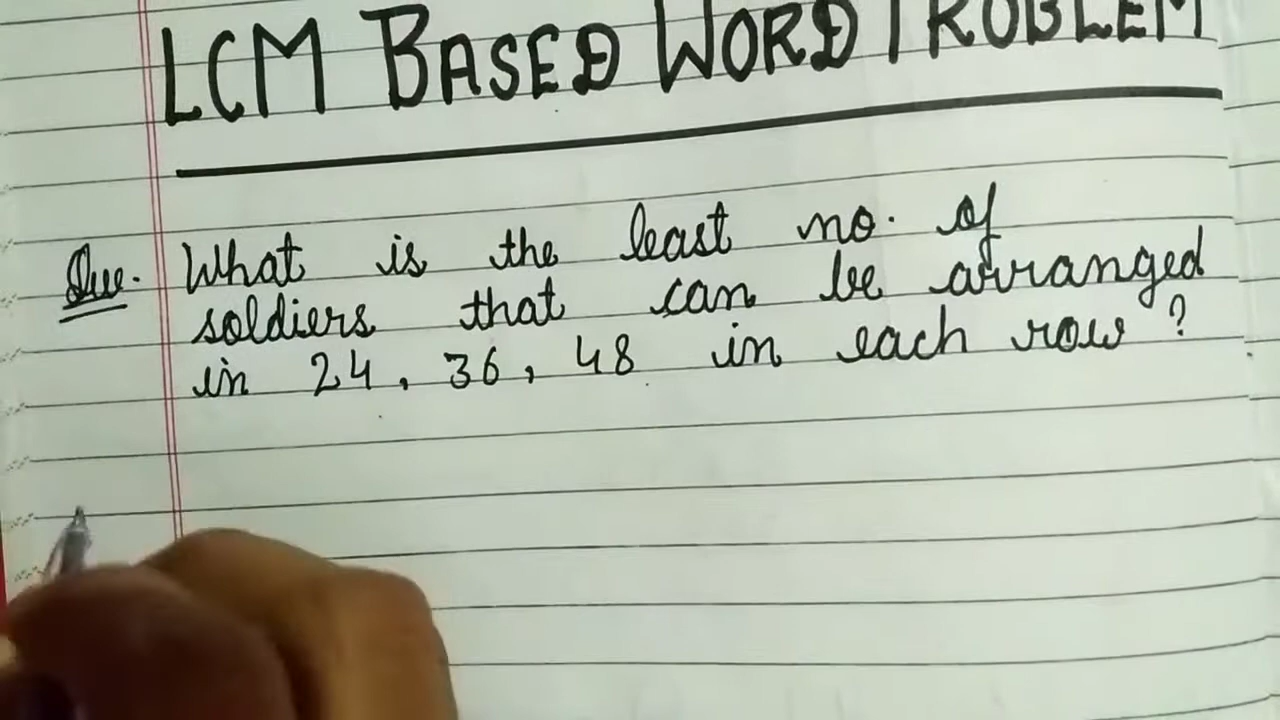 LCM BASED WORD PROBLEM
Que. What is the least no. of
soldiers that can be arranged
in 24, 36, 48 in each row?